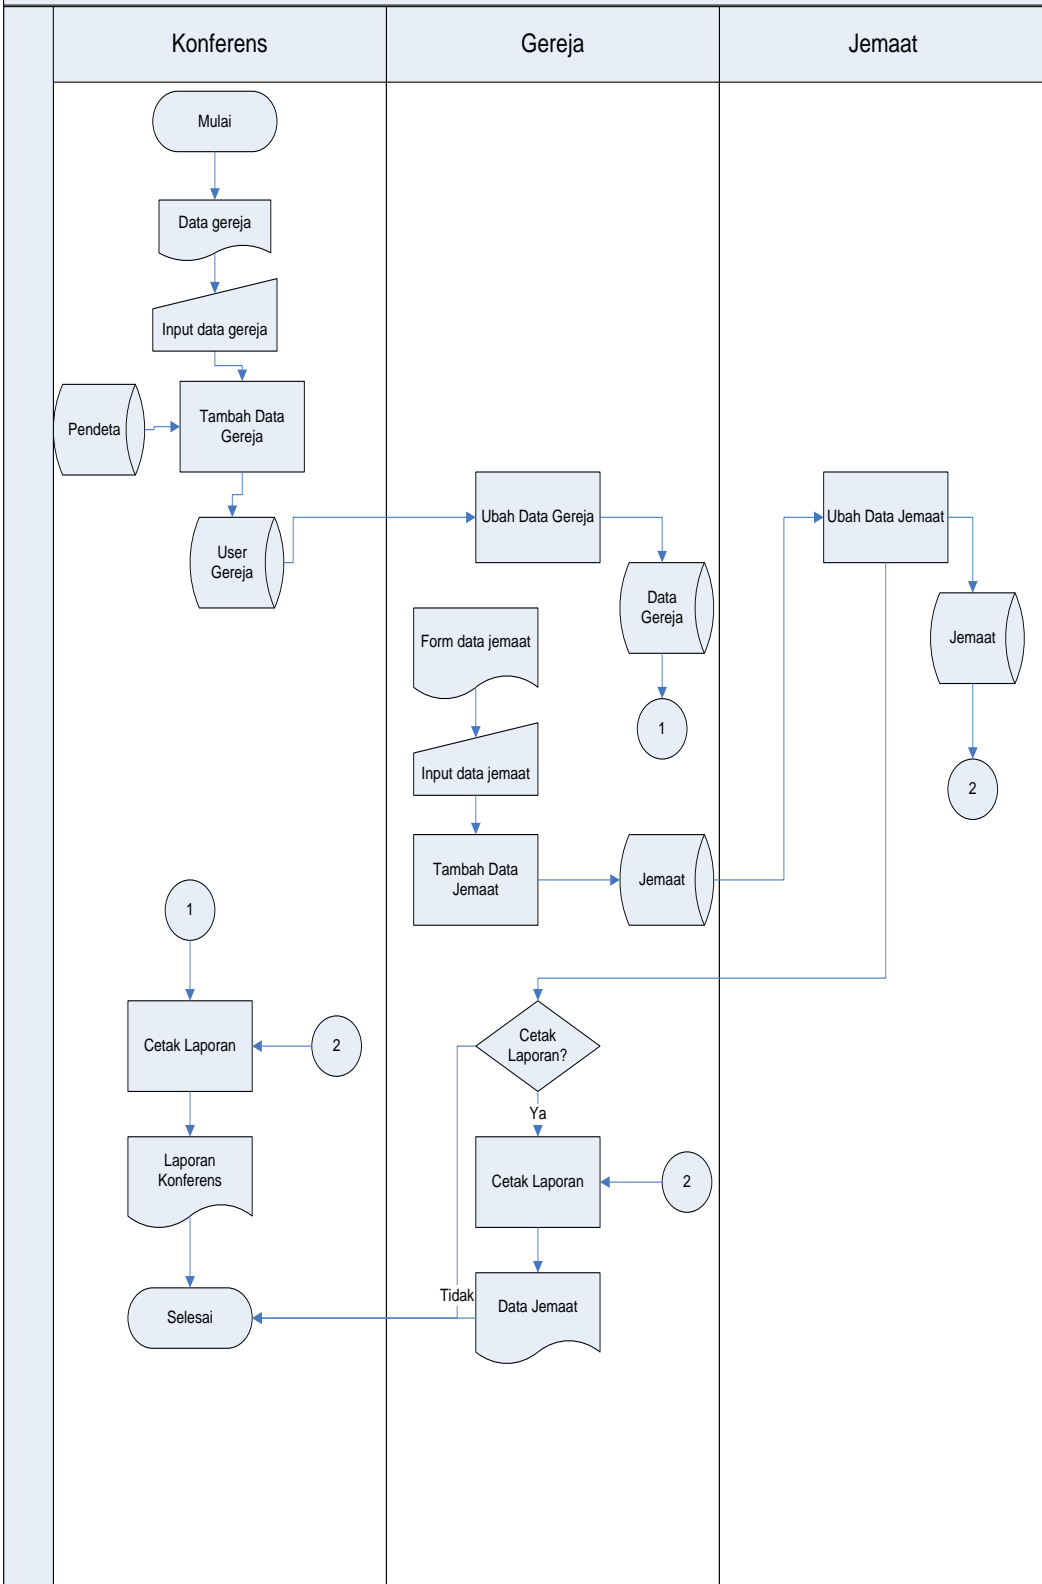 Konferens
Gereja
Jemaat
Mulai
Data gereja
Input data gereja
Pendeta
Tambah Data
Gereja
User
Gereja
Ubah Data Gereja
Data
Gereja
1
Form data jemaat
Input data jemaat
Tambah Data
Jemaat
Jemaat
Ubah Data Jemaat
Jemaat
2
1
Cetak Laporan
2
Laporan
Konferens
Selesai
Cetak
Laporan?
Ya
Cetak Laporan
2
Tidak
Data Jemaat